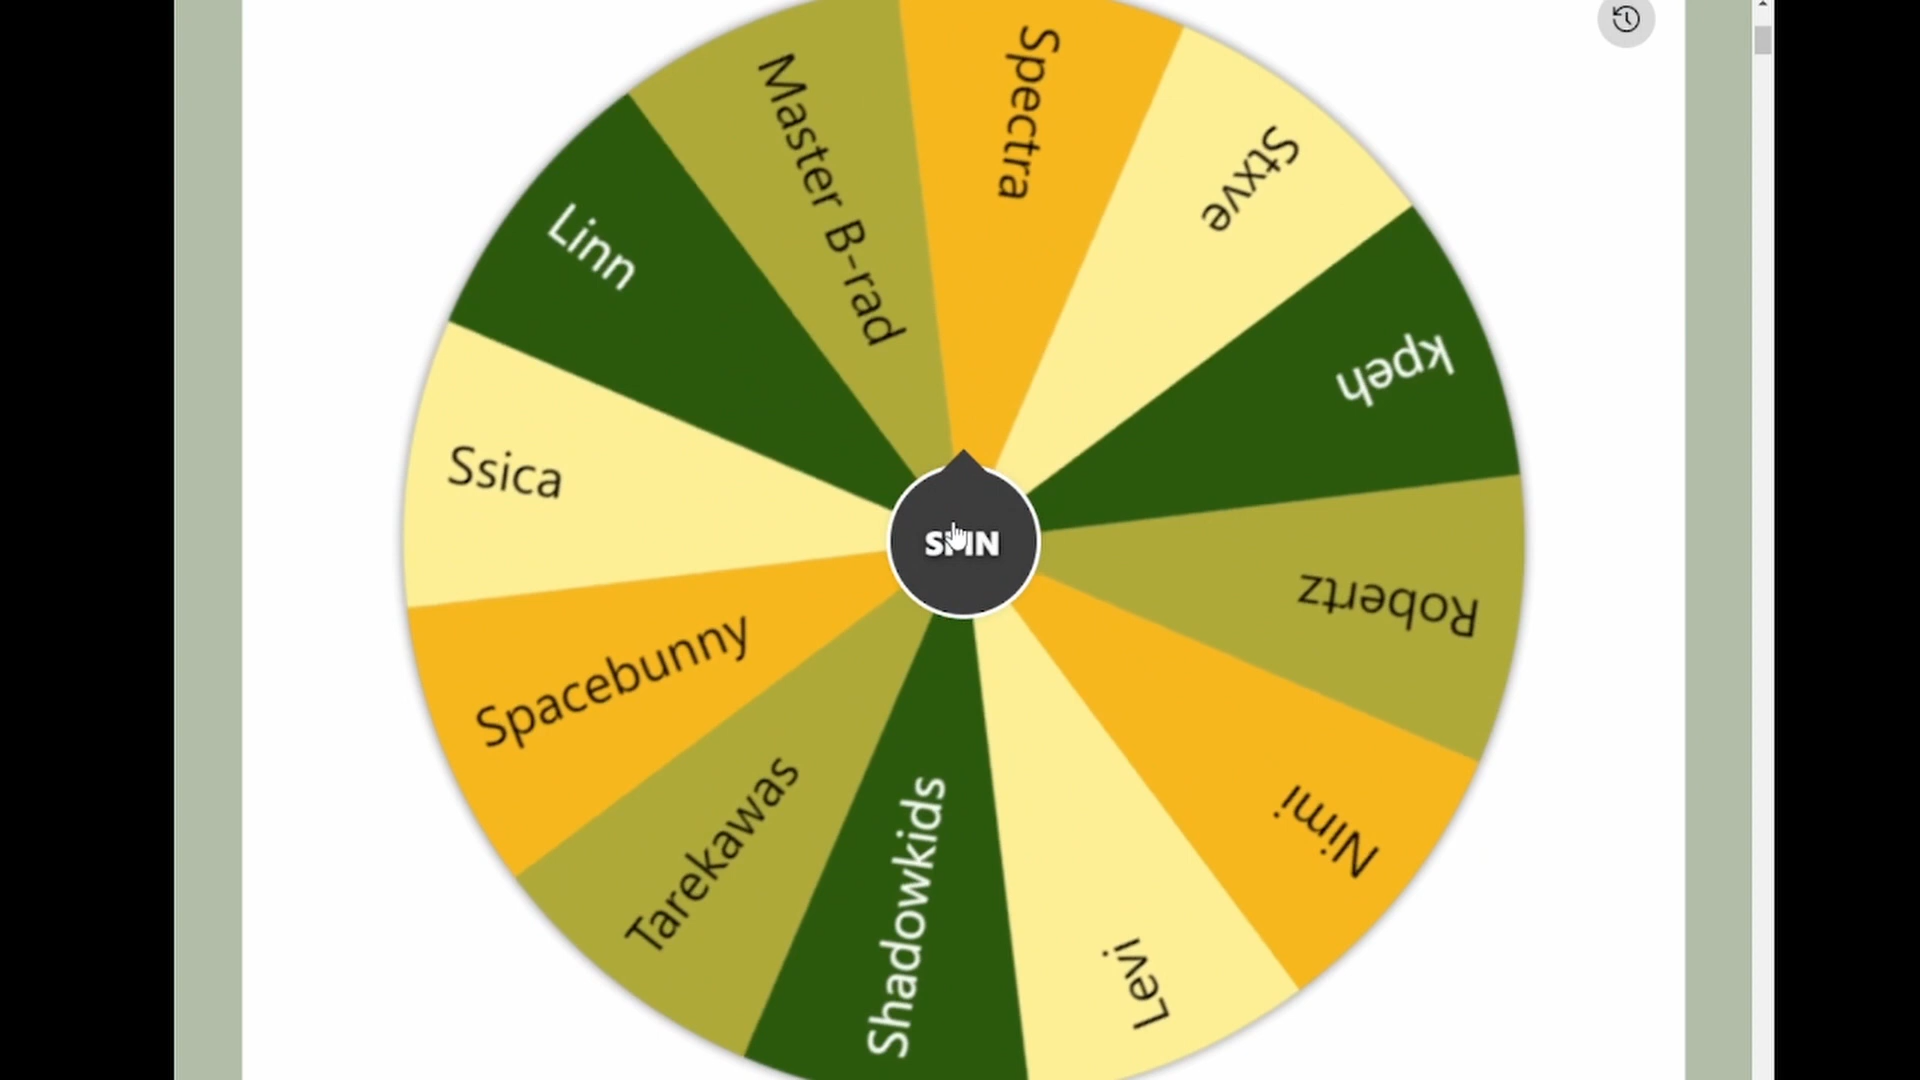 Spectra
Stxve
kpeh
Robertz
Nimi
Levi
Shadowkids
Tarekawas
Spacebunny
Ssica
Linn
Master B-rad
SPIN